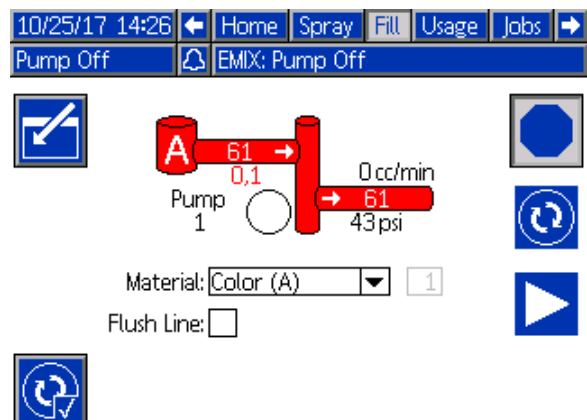 10/25/17 14:26 Home Spray Fill Usage Jobs
Pump Off EMIX: Pump Off
A 61
0,1
0 cc/min
Pump
1
61
43 psi
Material: Color (A) 1
Flush Line: